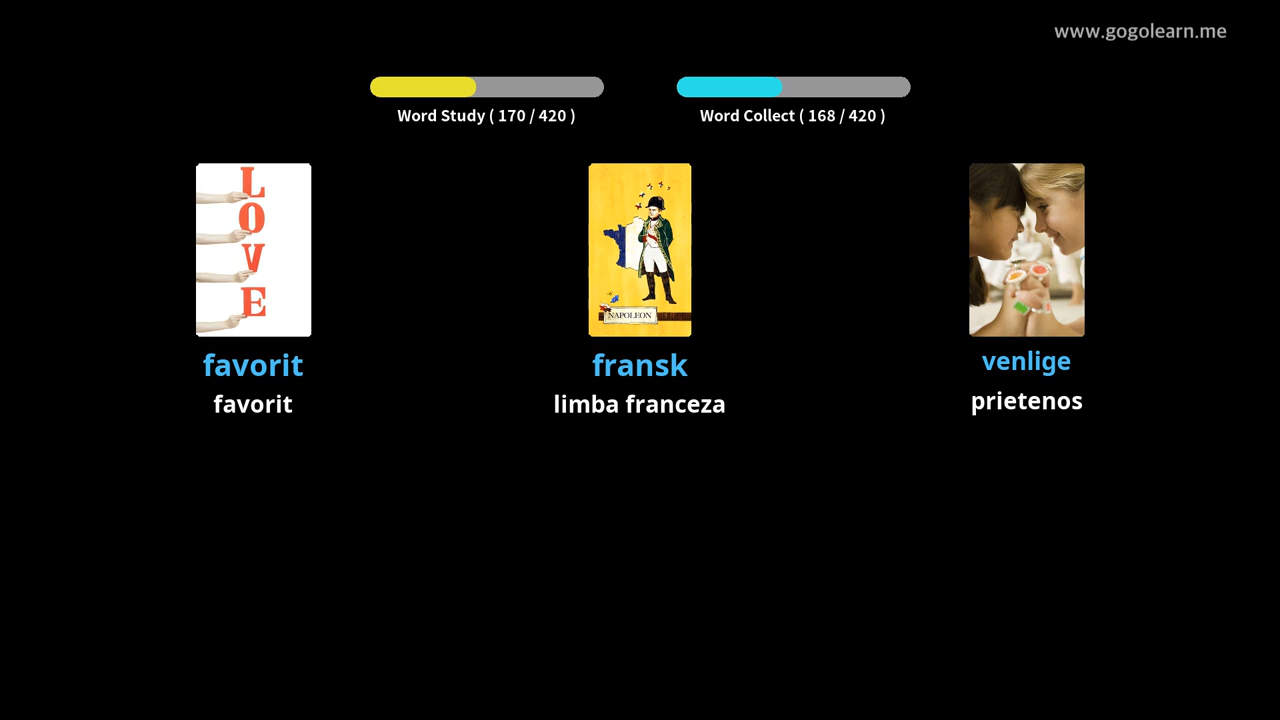 www.gogolearn.me
Word Study ( 170 / 420 )
Word Collect ( 168 / 420 )
L
O
V
E
NAPOLEON
favorit
fransk
venlige
favorit
limba franceza
prietenos